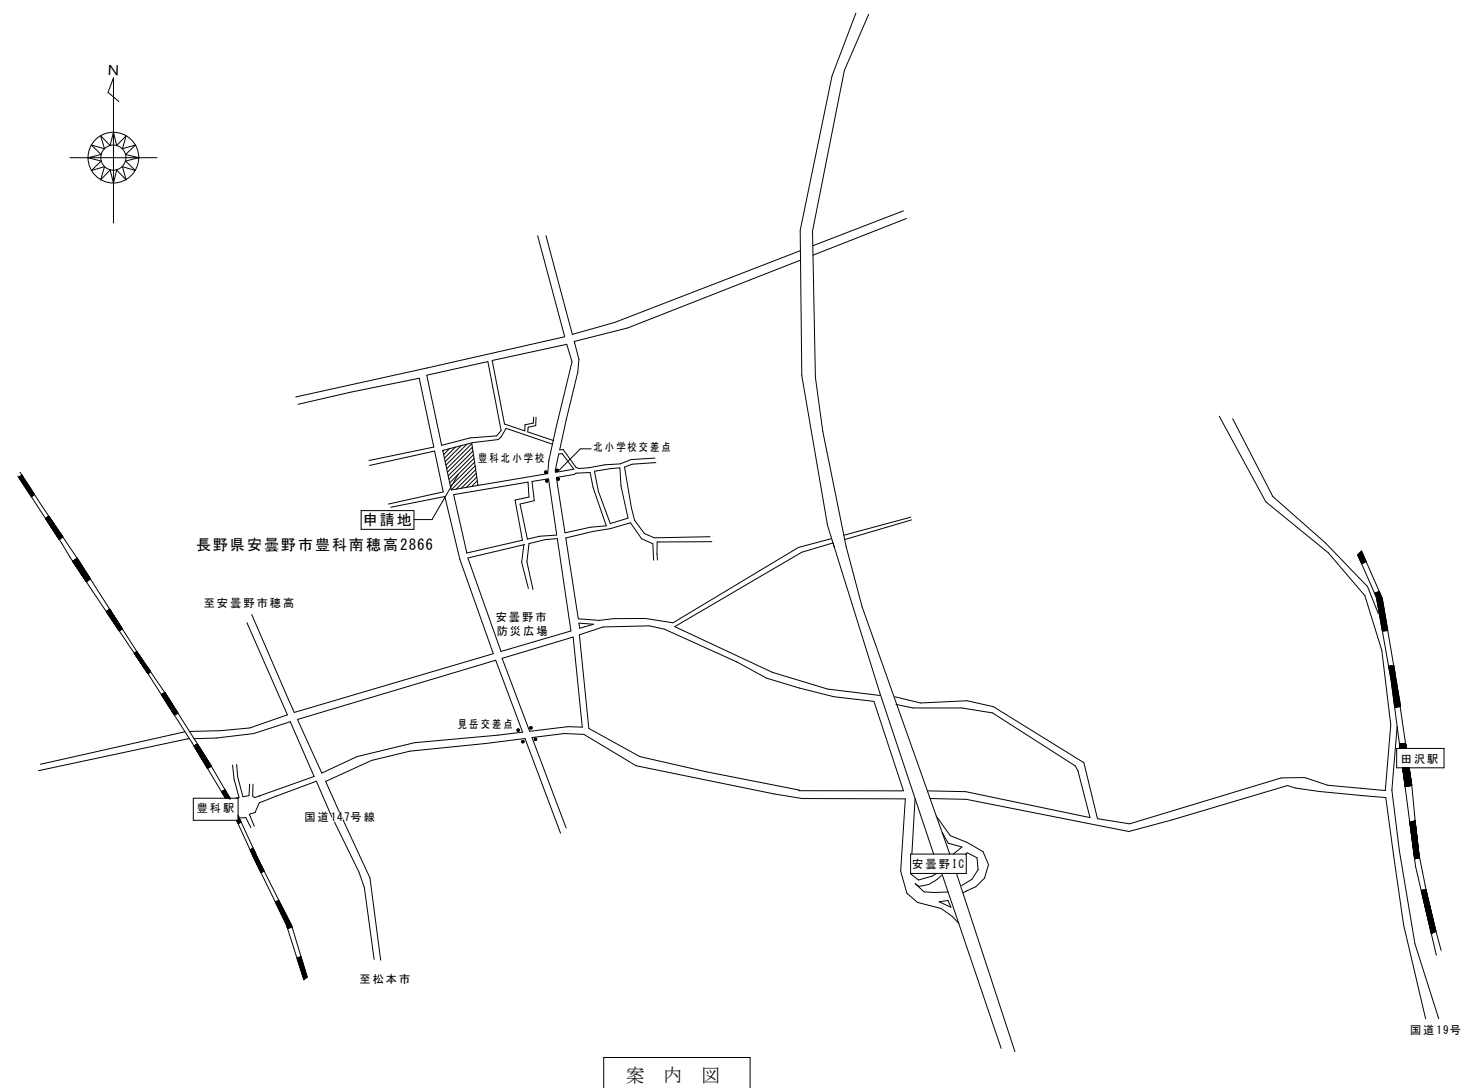 N
北小学校交差点
豊科北小学校
申請地
長野県安曇野市豊科南穂高2866
至安曇野市穂高
安曇野市
防災広場
見岳交差点
田沢駅
豊科駅
国道147号線
安曇野IC
至松本市
国道19号
案内図